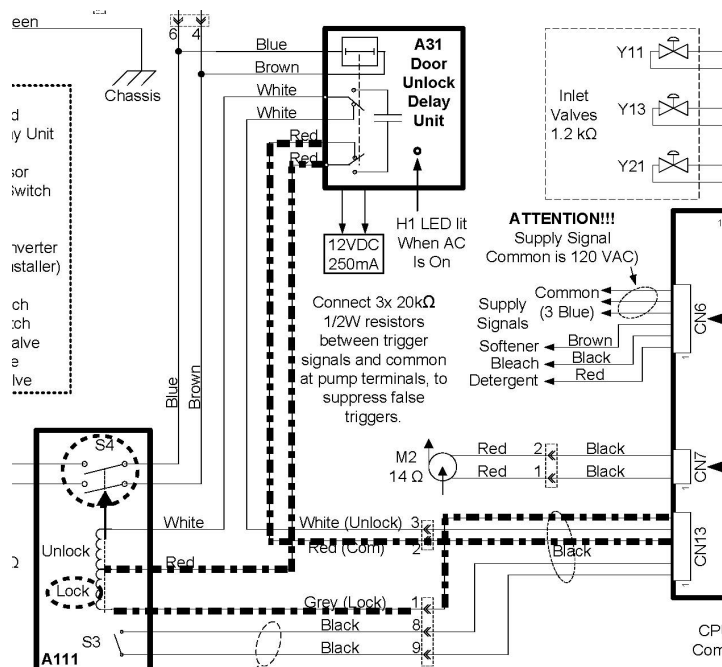 6 4
Chassis
Blue
Brown
White
White
Red
Red
A31
Door
Unlock
Delay
Unit
H1 LED lit
When AC
Is On
12VDC
250mA
Inlet
Valves
1.2 kΩ
Y11
Y13
Y21
ATTENTION!!!
Supply Signal
Common is 120 VAC)
Common
(3 Blue)
Supply
Signals
Softener Brown
Bleach Black
Detergent Red
CN6
1
Connect 3x 20kΩ
1/2W resistors
between trigger
signals and common
at pump terminals, to
suppress false
triggers.
Unit
Switch
Blue
Brown
M2
14 Ω
Red 2 Black
Red 1 Black
CN7
1
S4
White
Unlock
Red
Lock
White (Unlock) 3
Red (Com) 2
Black
Grey (Lock) 1
Black 8
Black 9
CN13
1
S3
A111